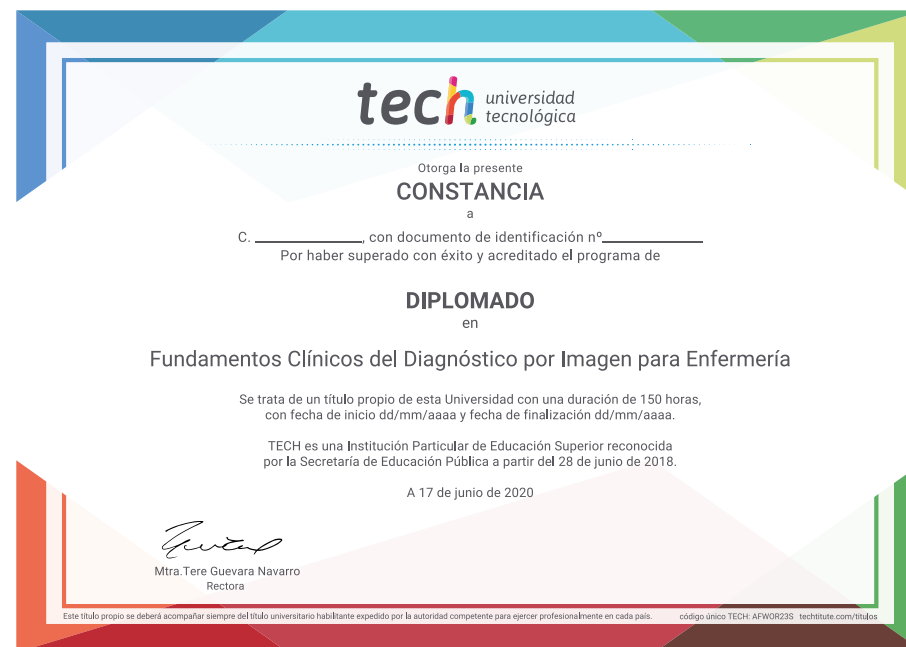 tech universidad
tecnológica
Otorga la presente
CONSTANCIA
a
C. ____________, con documento de identificación nº____________
Por haber superado con éxito y acreditado el programa de
DIPLOMADO
en
Fundamentos Clínicos del Diagnóstico por Imagen para Enfermería
Se trata de un título propio de esta Universidad con una duración de 150 horas,
con fecha de inicio dd/mm/aaaa y fecha de finalización dd/mm/aaaa.
TECH es una Institución Particular de Educación Superior reconocida
por la Secretaría de Educación Pública a partir del 28 de junio de 2018.
A 17 de junio de 2020
Mtra.Tere Guevara Navarro
Rectora
Este título propio se deberá acompañar siempre del título universitario habilitante expedido por la autoridad competente para ejercer profesionalmente en cada país. código único TECH: AFWOR23S techtitute.com/titulos